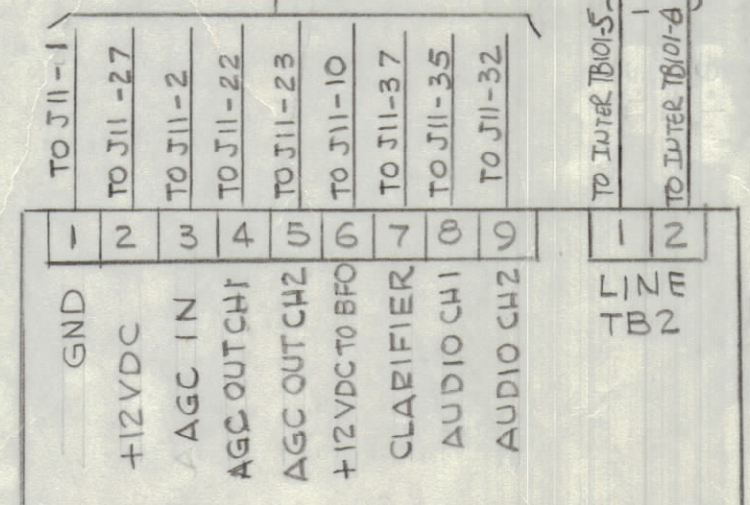 TO J11-1
TO J11-27
TO J11-2
TO J11-22
TO J11-23
TO J11-10
TO J11-37
TO J11-35
TO J11-32
TO INTER TB101-5
TO INTER TB101-6
1 2 3 4 5 6 7 8 9
1 2
GND
+12VDC
AGC IN
AGC OUT CH1
AGC OUT CH2
+12VDC TO BFO
CLARIFIER
AUDIO CH1
AUDIO CH2
LINE
TB2